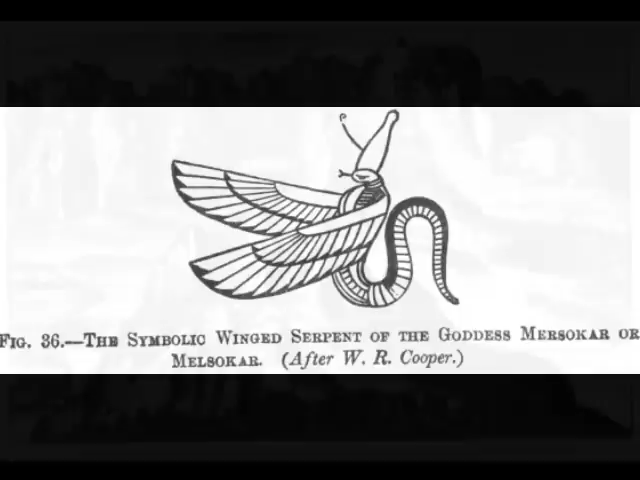 FIG. 36.—THE SYMBOLIC WINGED SERPENT OF THE GODDESS MERSOKAR OR
MELSOKAR. (After W. R. Cooper.)